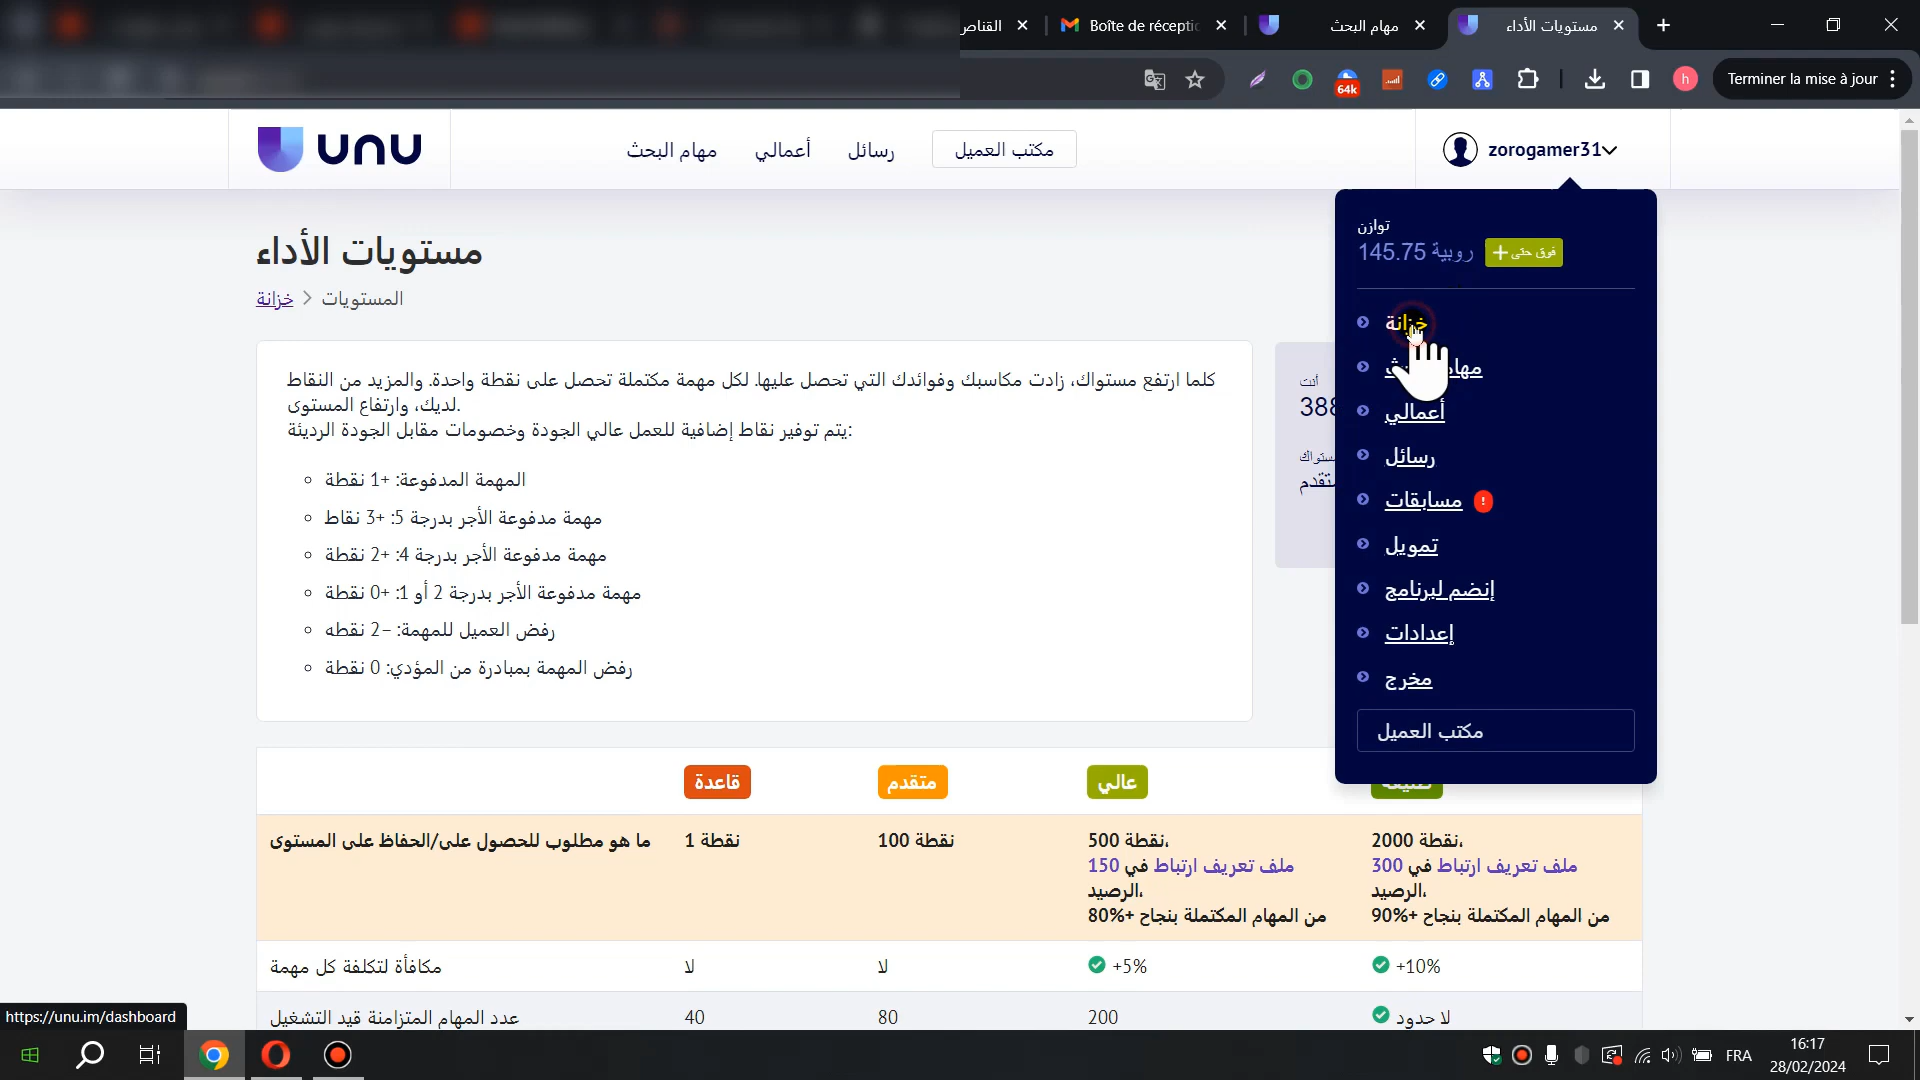 القناص
Boîte de réceptic
مهام البحث
مستويات الأداء
64k
h
Terminer la mise à jour
unu
مهام البحث
أعمالي
رسائل
مكتب العميل
zorogamer31
مستويات الأداء
خزانة > المستويات
كلما ارتفع مستواك، زادت مكاسبك وفوائدك التي تحصل عليها. لكل مهمة مكتملة تحصل على نقطة واحدة. والمزيد من النقاط
لديك، وارتفاع المستوى.
يتم توفير نقاط إضافية للعمل عالي الجودة وخصومات مقابل الجودة الرديئة:
المهمة المدفوعة: +1 نقطة
مهمة مدفوعة الأجر بدرجة 5: +3 نقاط
مهمة مدفوعة الأجر بدرجة 4: +2 نقطة
مهمة مدفوعة الأجر بدرجة 2 أو 1: +0 نقطة
رفض العميل للمهمة: –2 نقطه
رفض المهمة بمبادرة من المؤدي: 0 نقطة
أنت
388
توازن
145.75 روبية
فوق حتى +
خزانة
أعمالي
رسائل
مسابقات !
تمويل
إنضم لبرنامج
إعدادات
مخرج
مكتب العميل
قاعدة
متقدم
عالي
ما هو مطلوب للحصول على/الحفاظ على المستوى
1 نقطة
100 نقطة
500 نقطة،
ملف تعريف ارتباط في 150
الرصيد،
من المهام المكتملة بنجاح +80%
2000 نقطة،
ملف تعريف ارتباط في 300
الرصيد،
من المهام المكتملة بنجاح +90%
مكافأة لتكلفة كل مهمة
لا
لا
+5%
+10%
عدد المهام المتزامنة قيد التشغيل
40
80
200
لا حدود
https://unu.im/dashboard
FRA
16:17
28/02/2024